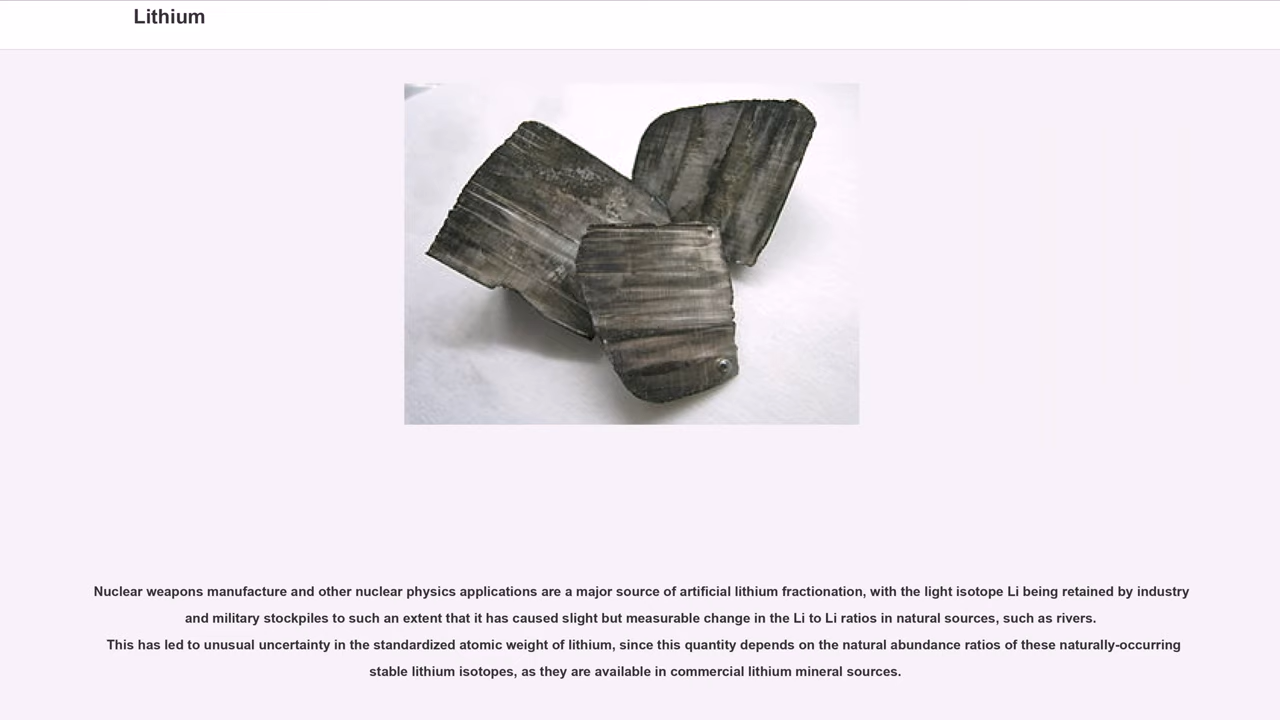 Lithium
Nuclear weapons manufacture and other nuclear physics applications are a major source of artificial lithium fractionation, with the light isotope Li being retained by industry
and military stockpiles to such an extent that it has caused slight but measurable change in the Li to Li ratios in natural sources, such as rivers.
This has led to unusual uncertainty in the standardized atomic weight of lithium, since this quantity depends on the natural abundance ratios of these naturally-occurring
stable lithium isotopes, as they are available in commercial lithium mineral sources.